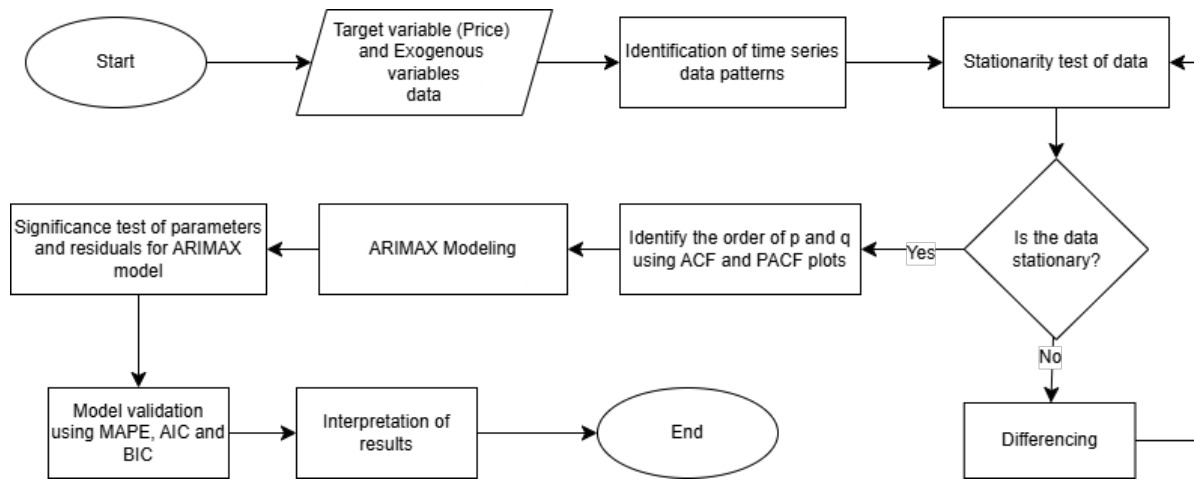 Start
Target variable (Price)
and Exogenous
variables
data
Identification of time series
data patterns
Stationarity test of data
Is the data
stationary?
Yes
No
Differencing
Identify the order of p and q
using ACF and PACF plots
ARIMAX Modeling
Significance test of parameters
and residuals for ARIMAX
model
Model validation
using MAPE, AIC and
BIC
Interpretation of
results
End